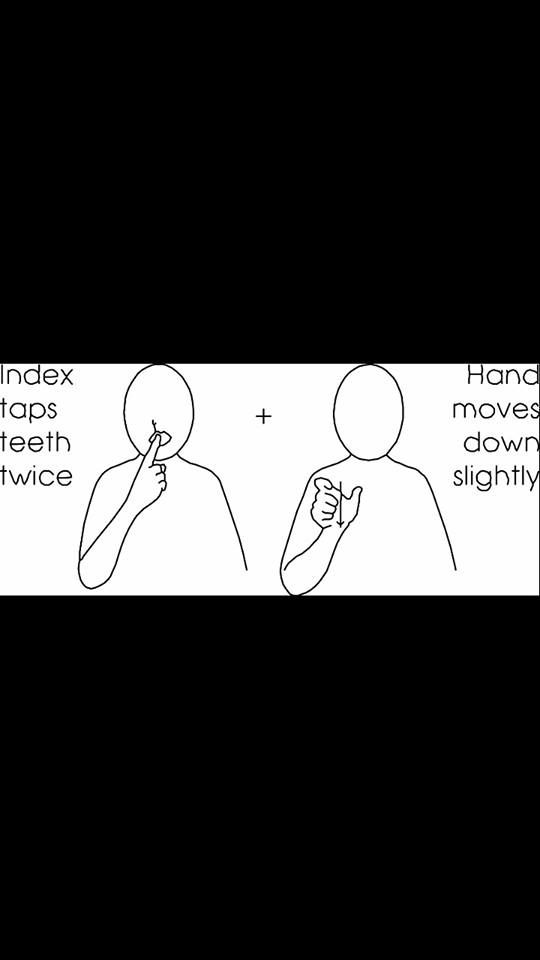 Index
taps
teeth
twice
+
Hand
moves
down
slightly